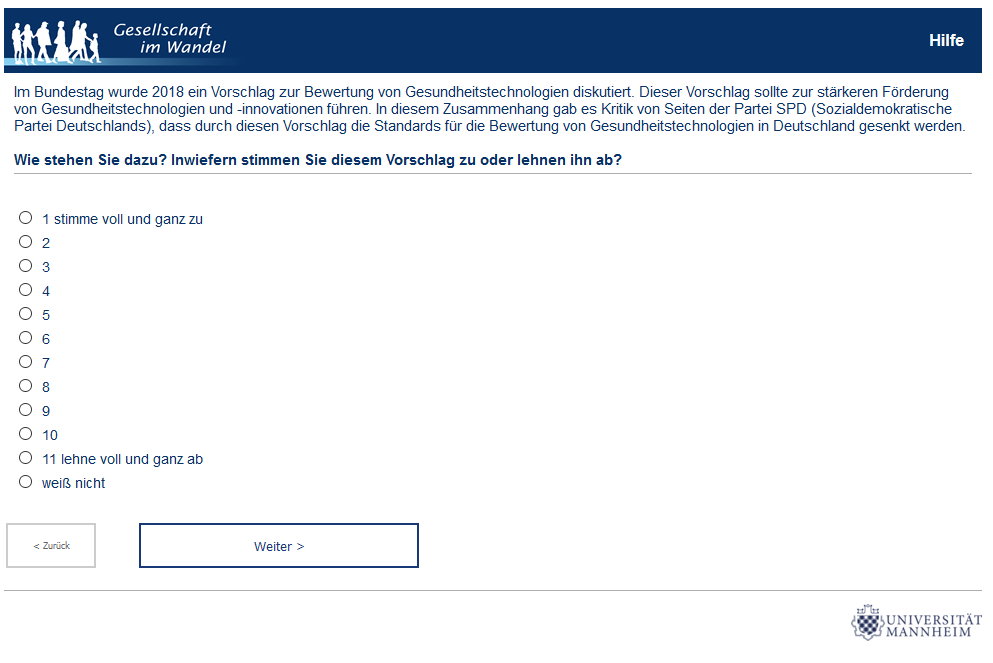 Gesellschaft
im Wandel
Hilfe
Im Bundestag wurde 2018 ein Vorschlag zur Bewertung von Gesundheitstechnologien diskutiert. Dieser Vorschlag sollte zur stärkeren Förderung
von Gesundheitstechnologien und -innovationen führen. In diesem Zusammenhang gab es Kritik von Seiten der Partei SPD (Sozialdemokratische
Partei Deutschlands), dass durch diesen Vorschlag die Standards für die Bewertung von Gesundheitstechnologien in Deutschland gesenkt werden.
Wie stehen Sie dazu? Inwiefern stimmen Sie diesem Vorschlag zu oder lehnen ihn ab?
1 stimme voll und ganz zu
2
3
4
5
6
7
8
9
10
11 lehne voll und ganz ab
weiß nicht
< Zurück
Weiter >
UNIVERSITÄT
MANNHEIM